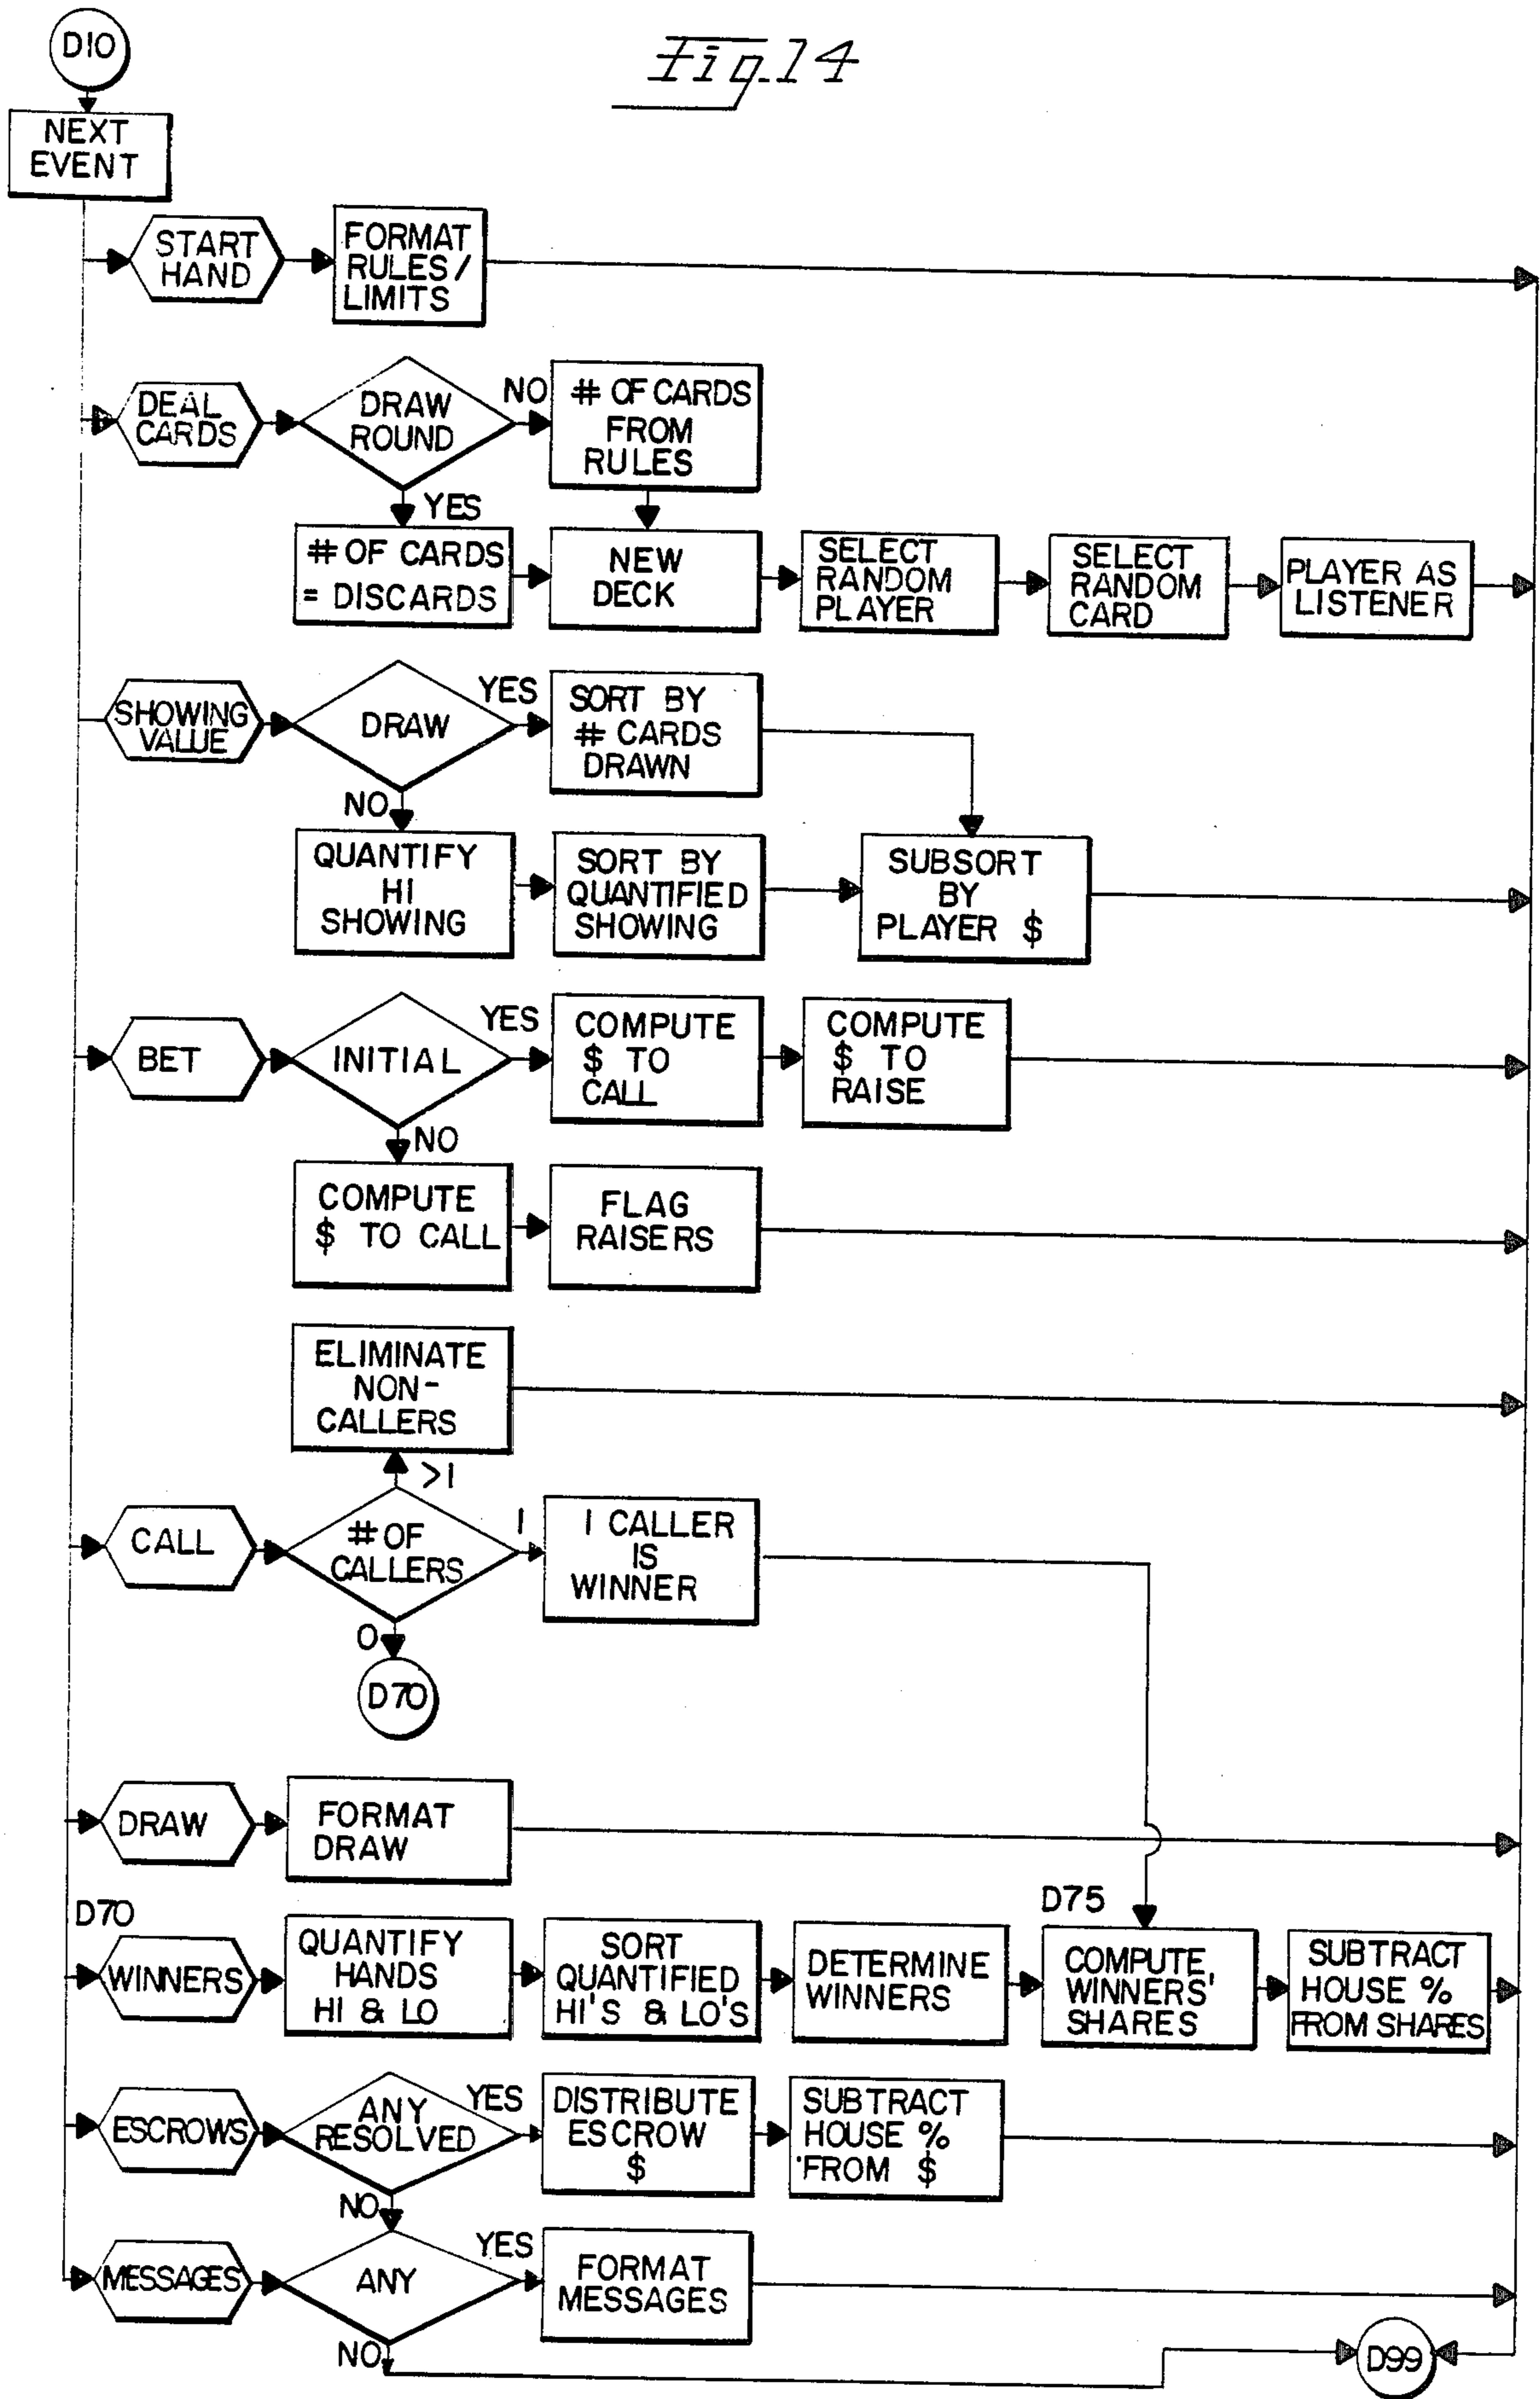 D10
Fig.14
NEXT
EVENT
START
HAND
FORMAT
RULES/
LIMITS
DEAL
CARDS
DRAW
ROUND
NO
# OF CARDS
FROM
RULES
YES
# OF CARDS
= DISCARDS
NEW
DECK
SELECT
RANDOM
PLAYER
SELECT
RANDOM
CARD
PLAYER AS
LISTENER
SHOWING
VALUE
DRAW
YES
SORT BY
# CARDS
DRAWN
NO
QUANTIFY
HI
SHOWING
SORT BY
QUANTIFIED
SHOWING
SUBSORT
BY
PLAYER $
BET
INITIAL
YES
COMPUTE
$ TO
CALL
COMPUTE
$ TO
RAISE
NO
COMPUTE
$ TO CALL
FLAG
RAISERS
ELIMINATE
NON-
CALLERS
>1
CALL
# OF
CALLERS
1
1 CALLER
IS
WINNER
0
D70
DRAW
FORMAT
DRAW
D70
WINNERS
QUANTIFY
HANDS
HI & LO
SORT
QUANTIFIED
HI'S & LO'S
DETERMINE
WINNERS
D75
COMPUTE
WINNERS'
SHARES
SUBTRACT
HOUSE %
FROM SHARES
ESCROWS
ANY
RESOLVED
YES
DISTRIBUTE
ESCROW
$
SUBTRACT
HOUSE %
FROM $
NO
MESSAGES
ANY
YES
FORMAT
MESSAGES
NO
D99